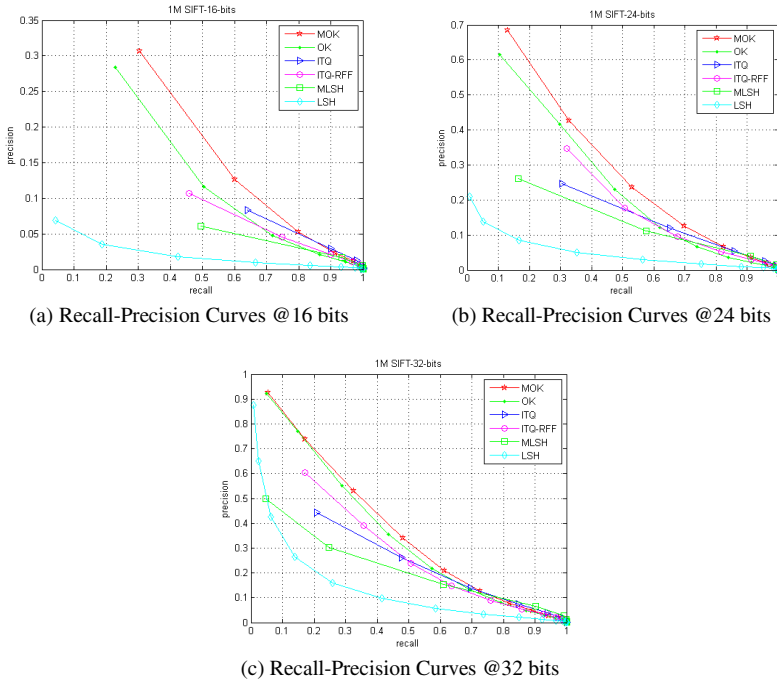 1M SIFT-16-bits
0.35
0.3
0.25
0.2
0.15
0.1
0.05
0
precision
MOK
OK
ITQ
ITQ-RFF
MLSH
LSH
0 0.1 0.2 0.3 0.4 0.5 0.6 0.7 0.8 0.9 1
recall
(a) Recall-Precision Curves @16 bits
1M SIFT-24-bits
0.7
0.6
0.5
0.4
0.3
0.2
0.1
0
precision
MOK
OK
ITQ
ITQ-RFF
MLSH
LSH
0 0.1 0.2 0.3 0.4 0.5 0.6 0.7 0.8 0.9 1
recall
(b) Recall-Precision Curves @24 bits
1M SIFT-32-bits
1
0.9
0.8
0.7
0.6
0.5
0.4
0.3
0.2
0.1
0
precision
MOK
OK
ITQ
ITQ-RFF
MLSH
LSH
0 0.1 0.2 0.3 0.4 0.5 0.6 0.7 0.8 0.9 1
recall
(c) Recall-Precision Curves @32 bits